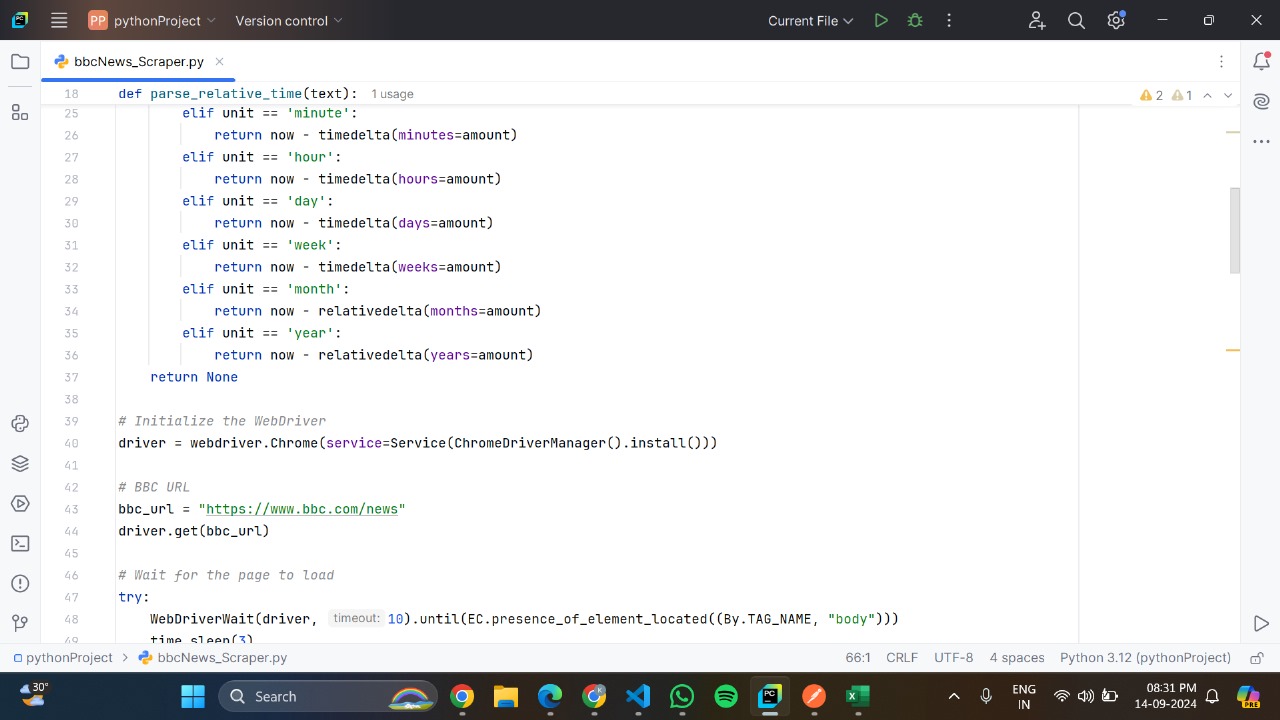 PP pythonProject Version control Current File
bbcNews_Scraper.py
18 def parse_relative_time(text): 1 usage 2 1
25 elif unit == 'minute':
26 return now - timedelta(minutes=amount)
27 elif unit == 'hour':
28 return now - timedelta(hours=amount)
29 elif unit == 'day':
30 return now - timedelta(days=amount)
31 elif unit == 'week':
32 return now - timedelta(weeks=amount)
33 elif unit == 'month':
34 return now - relativedelta(months=amount)
35 elif unit == 'year':
36 return now - relativedelta(years=amount)
37 return None
38
39 # Initialize the WebDriver
40 driver = webdriver.Chrome(service=Service(ChromeDriverManager().install()))
41
42 # BBC URL
43 bbc_url = "https://www.bbc.com/news"
44 driver.get(bbc_url)
45
46 # Wait for the page to load
47 try:
48 WebDriverWait(driver, timeout: 10).until(EC.presence_of_element_located((By.TAG_NAME, "body")))
49 time.sleep(3)
pythonProject > bbcNews_Scraper.py 66:1 CRLF UTF-8 4 spaces Python 3.12 (pythonProject)
30° Search PC ENG 08:31 PM
IN 14-09-2024 PRE